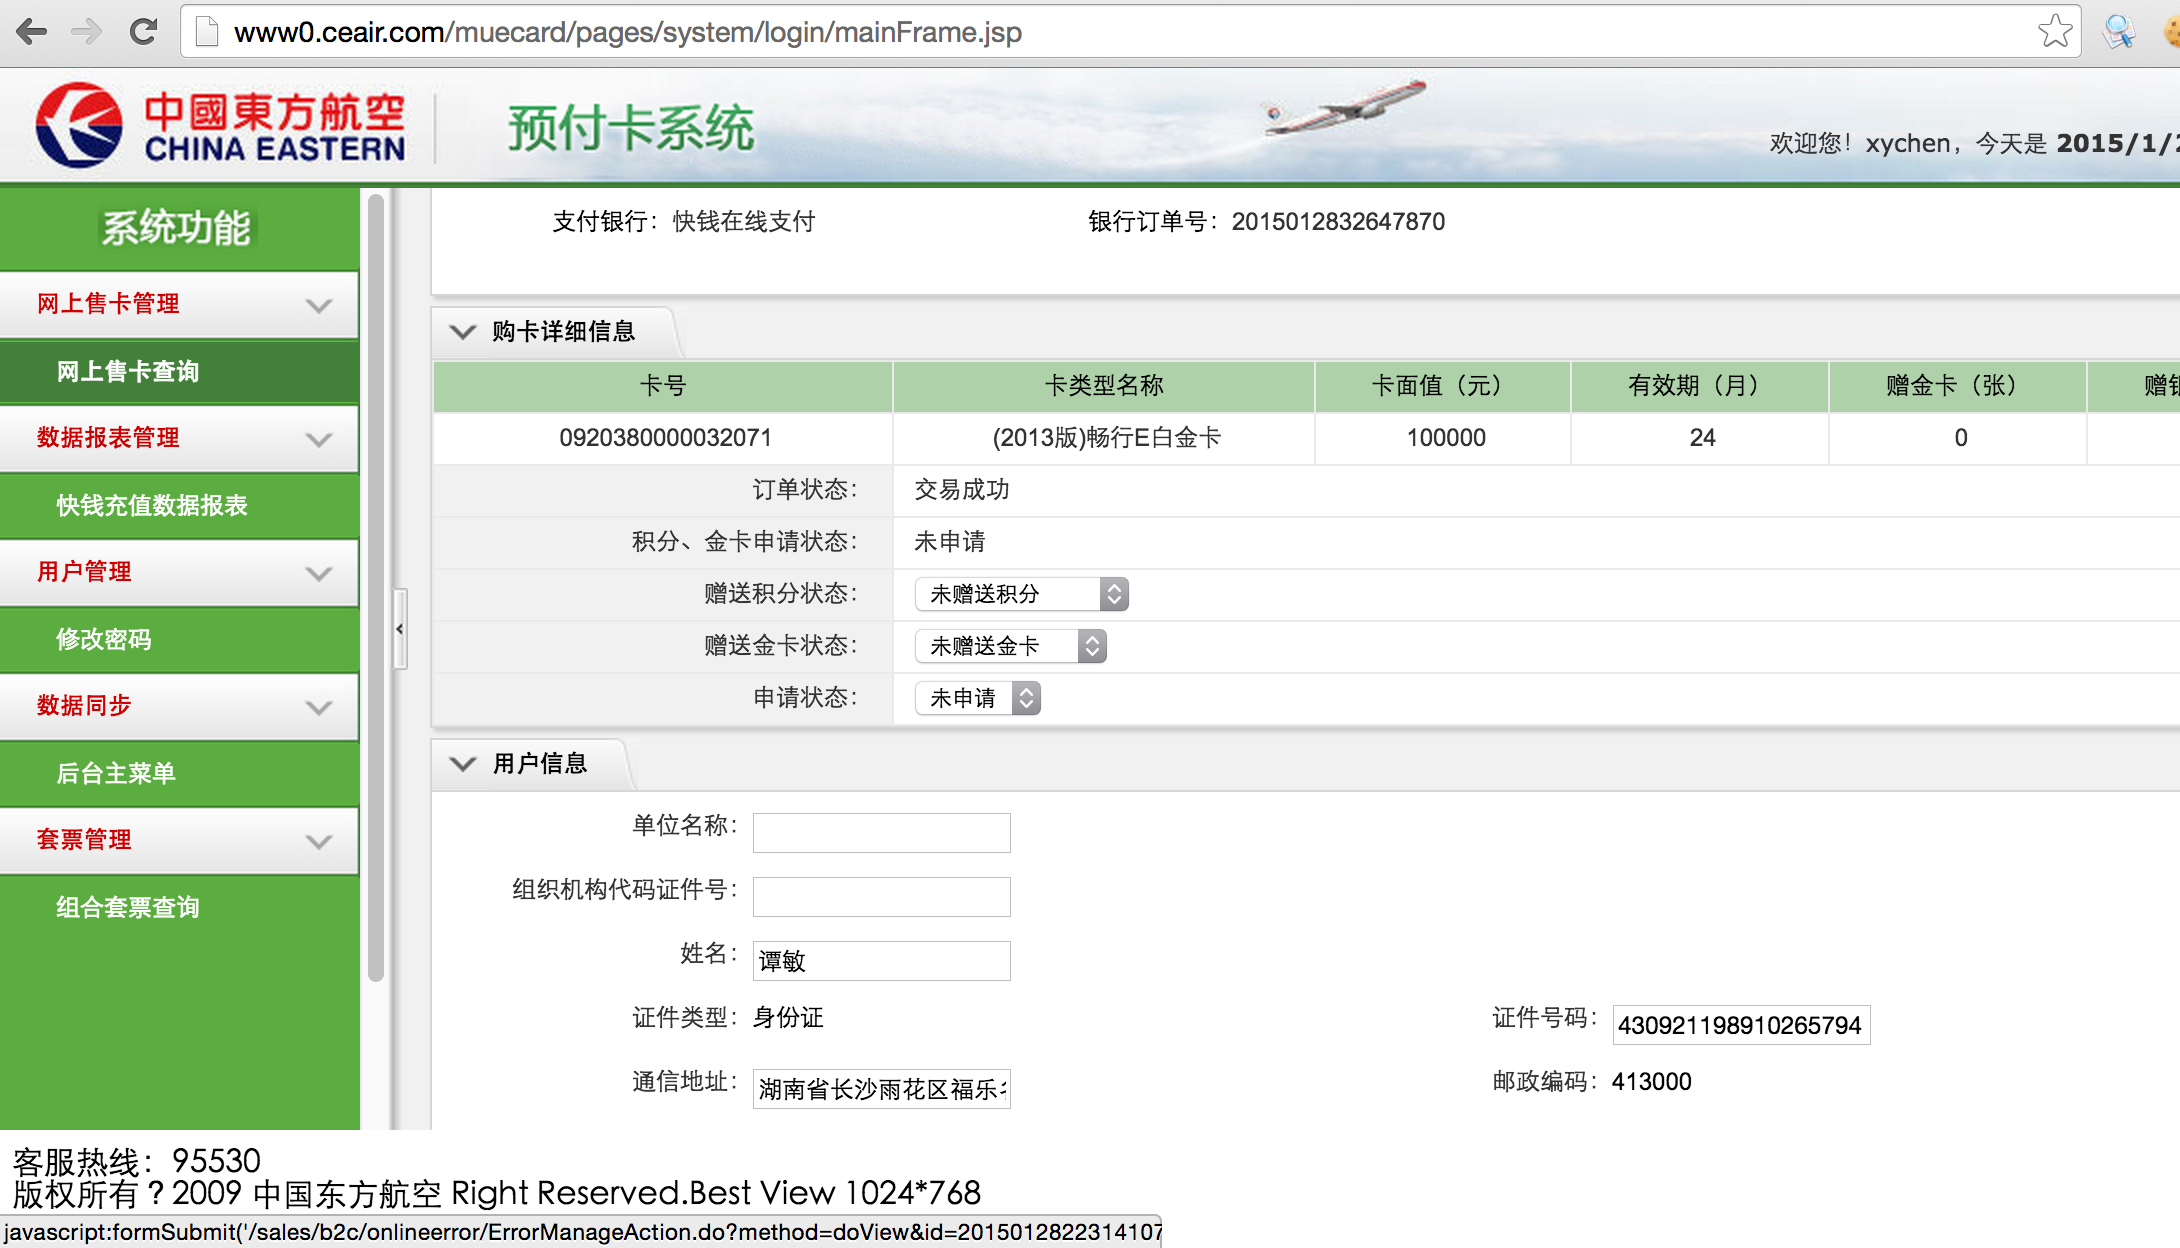 www0.ceair.com/muecard/pages/system/login/mainFrame.jsp
中國東方航空
CHINA EASTERN
预付卡系统
欢迎您！xychen，今天是 2015/1/2
系统功能
网上售卡管理
网上售卡查询
数据报表管理
快钱充值数据报表
用户管理
修改密码
数据同步
后台主菜单
套票管理
组合套票查询
支付银行：快钱在线支付 银行订单号：2015012832647870
购卡详细信息
卡号 卡类型名称 卡面值（元） 有效期（月） 赠金卡（张） 赠
0920380000032071 (2013版)畅行E白金卡 100000 24 0
订单状态： 交易成功
积分、金卡申请状态： 未申请
赠送积分状态： 未赠送积分
赠送金卡状态： 未赠送金卡
申请状态： 未申请
用户信息
单位名称：
组织机构代码证件号：
姓名： 谭敏
证件类型： 身份证 证件号码： 430921198910265794
通信地址： 湖南省长沙雨花区福乐 邮政编码： 413000
客服热线：95530
版权所有？2009 中国东方航空 Right Reserved.Best View 1024*768
javascript:formSubmit('/sales/b2c/onlineerror/ErrorManageAction.do?method=doView&id=2015012822314107